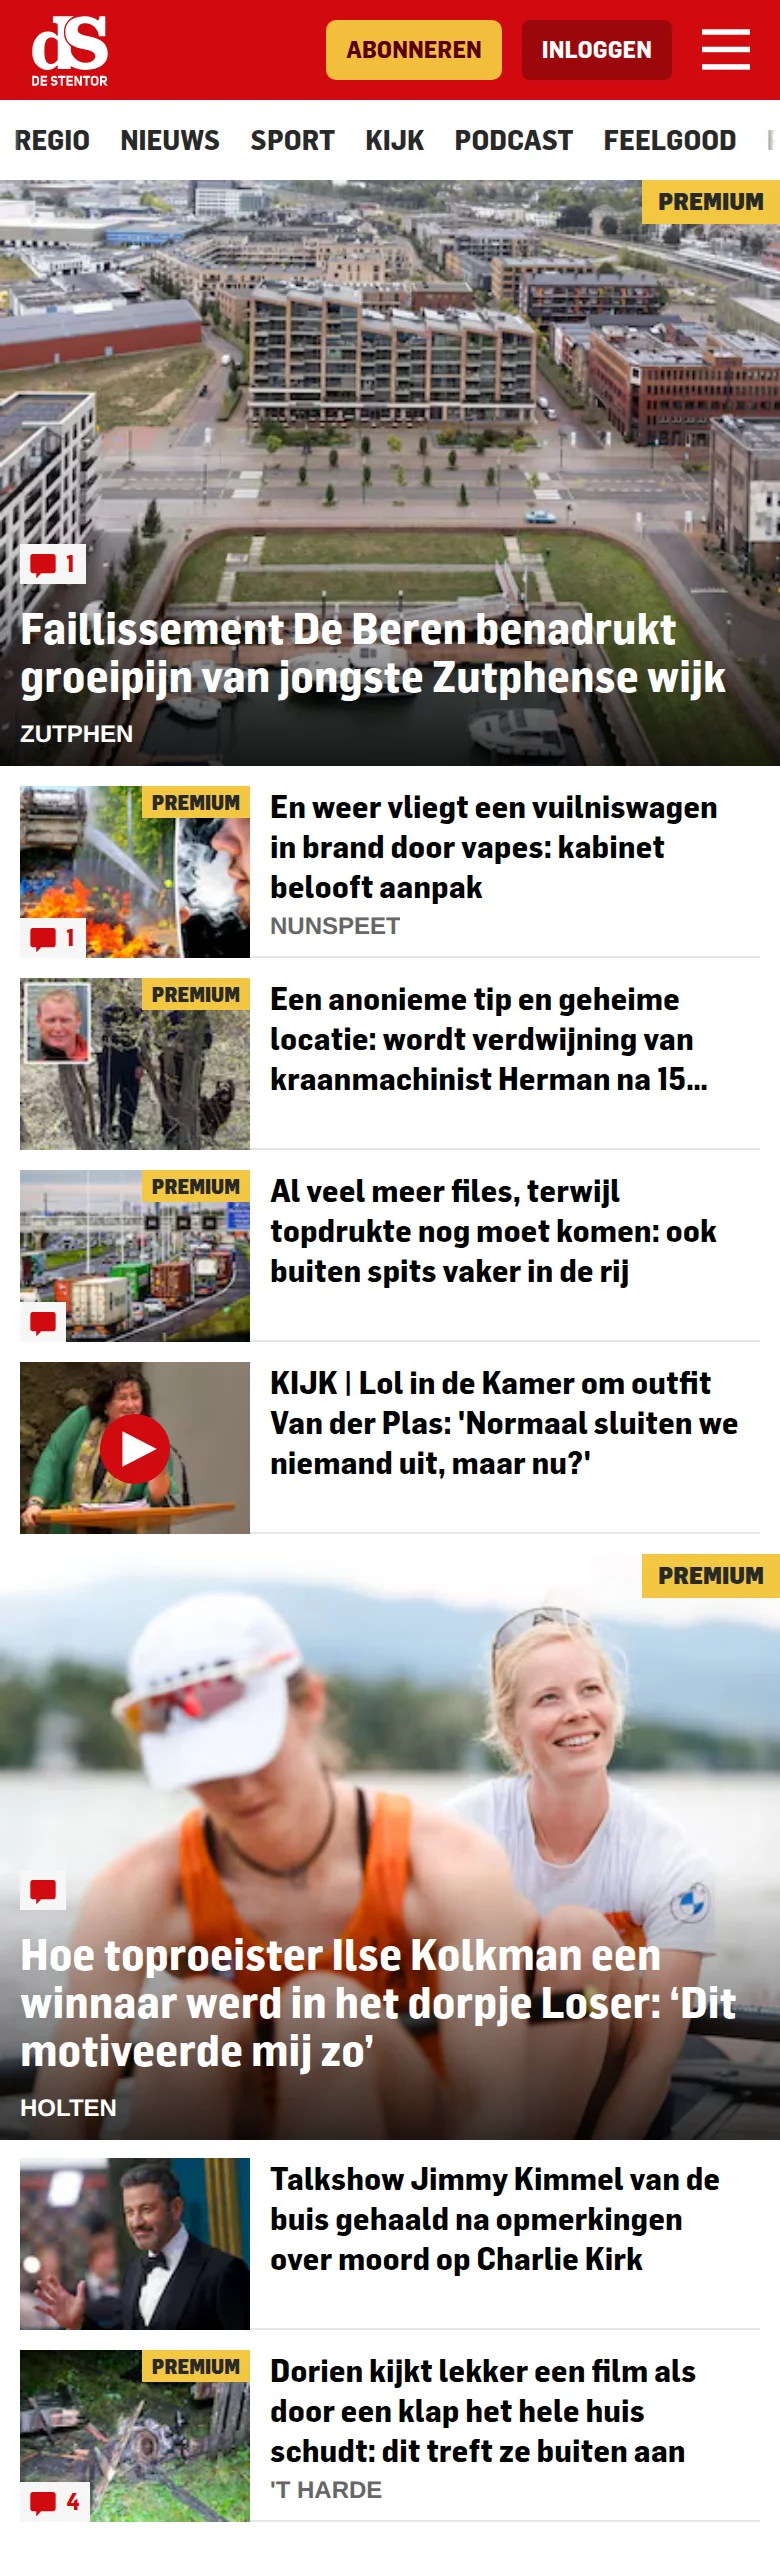 dS
DE STENTOR
ABONNEREN
INLOGGEN
REGIO NIEUWS SPORT KIJK PODCAST FEELGOOD
PREMIUM
1
Faillissement De Beren benadrukt
groeipijn van jongste Zutphense wijk
ZUTPHEN
PREMIUM
1
En weer vliegt een vuilniswagen
in brand door vapes: kabinet
belooft aanpak
NUNSPEET
PREMIUM
Een anonieme tip en geheime
locatie: wordt verdwijning van
kraanmachinist Herman na 15...
PREMIUM
Al veel meer files, terwijl
topdrukte nog moet komen: ook
buiten spits vaker in de rij
KIJK | Lol in de Kamer om outfit
Van der Plas: 'Normaal sluiten we
niemand uit, maar nu?'
PREMIUM
Hoe toproeister Ilse Kolkman een
winnaar werd in het dorpje Loser: ‘Dit
motiveerde mij zo’
HOLTEN
Talkshow Jimmy Kimmel van de
buis gehaald na opmerkingen
over moord op Charlie Kirk
PREMIUM
4
Dorien kijkt lekker een film als
door een klap het hele huis
schudt: dit treft ze buiten aan
'T HARDE